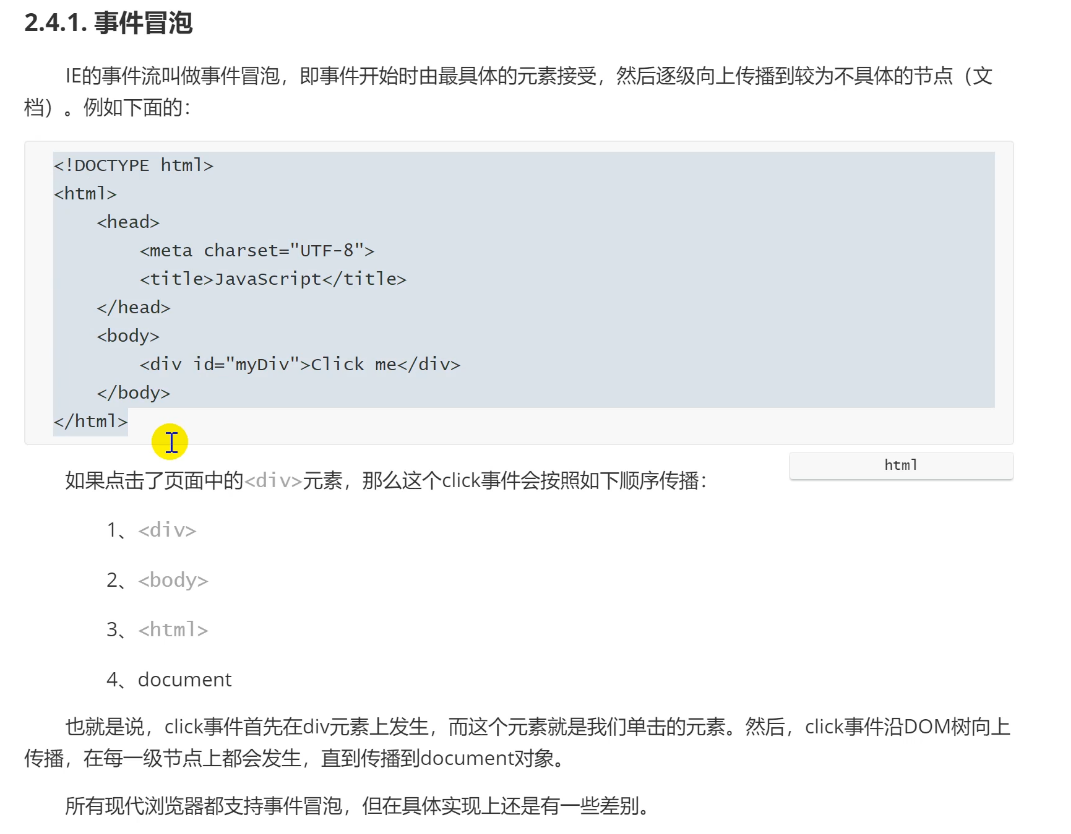 2.4.1. 事件冒泡
IE的事件流叫做事件冒泡，即事件开始时由最具体的元素接受，然后逐级向上传播到较为不具体的节点（文
档）。例如下面的：
<!DOCTYPE html>
<html>
    <head>
        <meta charset="UTF-8">
        <title>JavaScript</title>
    </head>
    <body>
        <div id="myDiv">Click me</div>
    </body>
</html>
html
如果点击了页面中的<div>元素，那么这个click事件会按照如下顺序传播：
1、<div>
2、<body>
3、<html>
4、document
也就是说，click事件首先在div元素上发生，而这个元素就是我们单击的元素。然后，click事件沿DOM树向上
传播，在每一级节点上都会发生，直到传播到document对象。
所有现代浏览器都支持事件冒泡，但在具体实现上还是有一些差别。